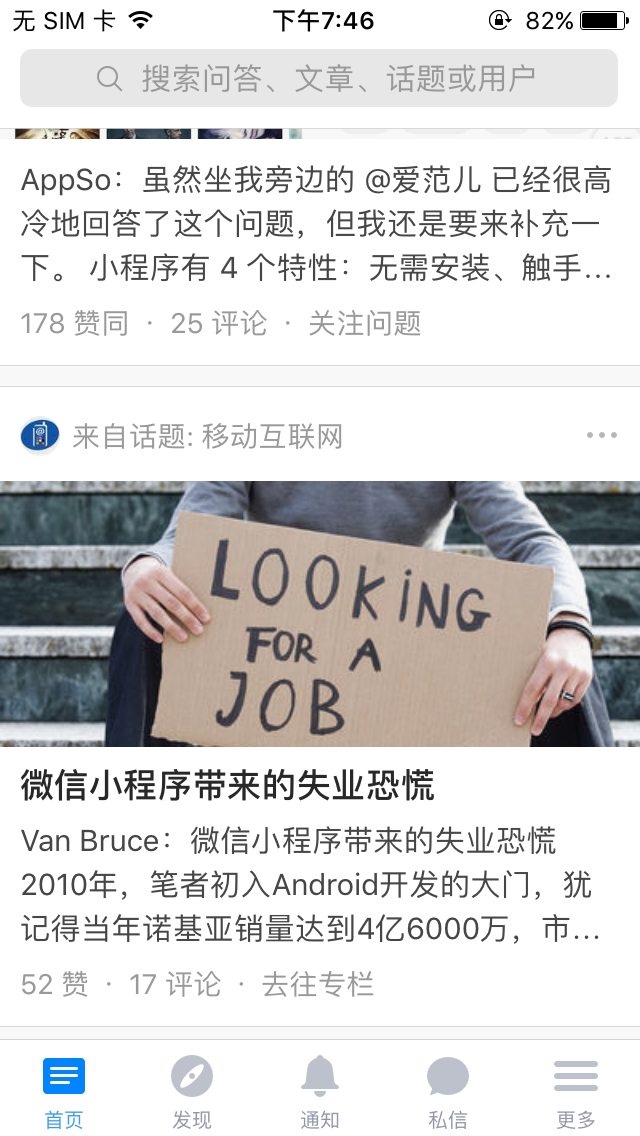 无 SIM 卡
下午7:46
82%
搜索问答、文章、话题或用户
AppSo：虽然坐我旁边的 @爱范儿 已经很高
冷地回答了这个问题，但我还是要来补充一
下。 小程序有 4 个特性：无需安装、触手...
178 赞同 · 25 评论 · 关注问题
来自话题: 移动互联网
LOOKING
FOR A
JOB
微信小程序带来的失业恐慌
Van Bruce：微信小程序带来的失业恐慌
2010年，笔者初入Android开发的大门，犹
记得当年诺基亚销量达到4亿6000万，市...
52 赞 · 17 评论 · 去往专栏
首页
发现
通知
私信
更多